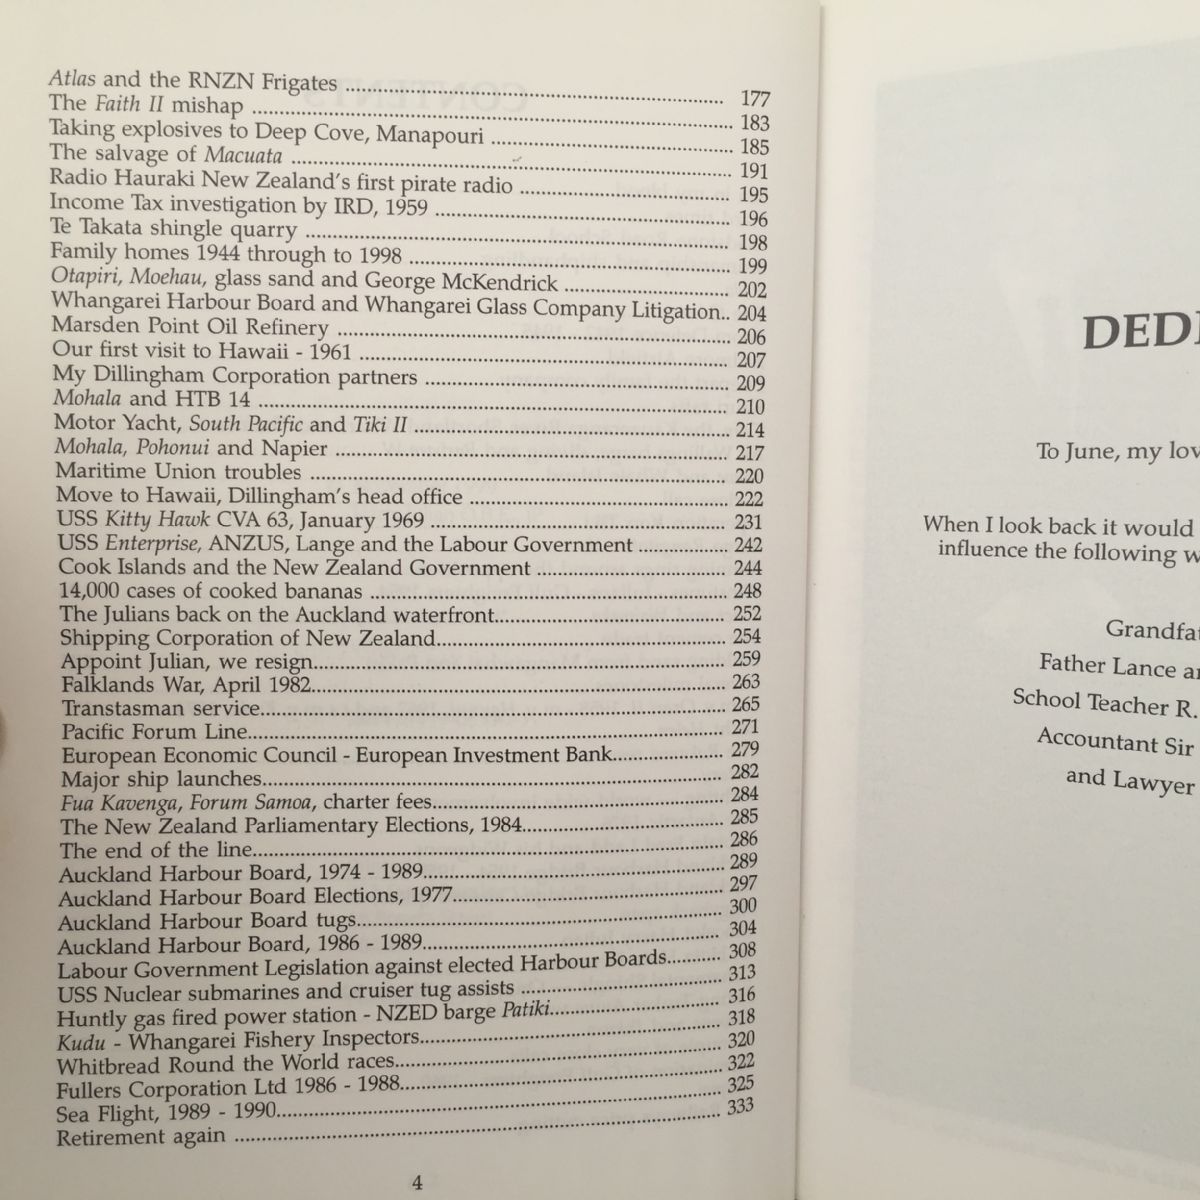 Atlas and the RNZN Frigates ........ 177
The Faith II mishap ........ 183
Taking explosives to Deep Cove, Manapouri ........ 185
The salvage of Macuata ........ 191
Radio Hauraki New Zealand's first pirate radio ........ 195
Income Tax investigation by IRD, 1959 ........ 196
Te Takata shingle quarry ........ 198
Family homes 1944 through to 1998 ........ 199
Otapiri, Moehau, glass sand and George McKendrick ........ 202
Whangarei Harbour Board and Whangarei Glass Company Litigation.. 204
Marsden Point Oil Refinery ........ 206
Our first visit to Hawaii - 1961 ........ 207
My Dillingham Corporation partners ........ 209
Mohala and HTB 14 ........ 210
Motor Yacht, South Pacific and Tiki II ........ 214
Mohala, Pohonui and Napier ........ 217
Maritime Union troubles ........ 220
Move to Hawaii, Dillingham's head office ........ 222
USS Kitty Hawk CVA 63, January 1969 ........ 231
USS Enterprise, ANZUS, Lange and the Labour Government ........ 242
Cook Islands and the New Zealand Government ........ 244
14,000 cases of cooked bananas ........ 248
The Julians back on the Auckland waterfront........ 252
Shipping Corporation of New Zealand........ 254
Appoint Julian, we resign........ 259
Falklands War, April 1982........ 263
Transtasman service........ 265
Pacific Forum Line........ 271
European Economic Council - European Investment Bank........ 279
Major ship launches........ 282
Fua Kavenga, Forum Samoa, charter fees........ 284
The New Zealand Parliamentary Elections, 1984........ 285
The end of the line........ 286
Auckland Harbour Board, 1974 - 1989........ 289
Auckland Harbour Board Elections, 1977........ 297
Auckland Harbour Board tugs........ 300
Auckland Harbour Board, 1986 - 1989........ 304
Labour Government Legislation against elected Harbour Boards........ 308
USS Nuclear submarines and cruiser tug assists ........ 313
Huntly gas fired power station - NZED barge Patiki........ 316
Kudu - Whangarei Fishery Inspectors........ 318
Whitbread Round the World races........ 320
Fullers Corporation Ltd 1986 - 1988........ 322
Sea Flight, 1989 - 1990........ 325
Retirement again ........ 333
4
DEDI
To June, my lov
When I look back it would
influence the following w
Grandfat
Father Lance an
School Teacher R.
Accountant Sir
and Lawyer